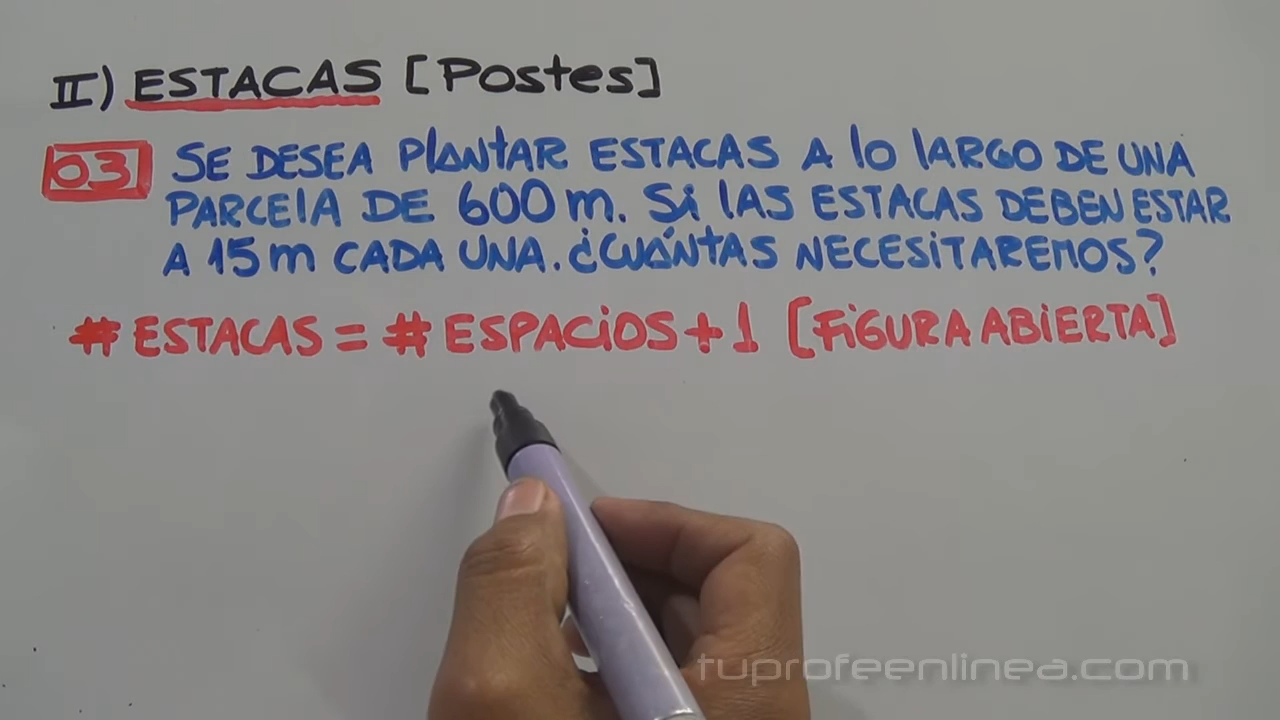 II) ESTACAS [Postes]
03 SE DESEA PLANTAR ESTACAS A lo lARGO DE UNA
PARCElA DE 600 m. Si lAS ESTACAS DEBEN ESTAR
A 15 m CADA UNA. ¿CUÁNTAS NECESITAREMOS?
# ESTACAS = # ESPACiOS + 1 [FiGURA ABiERTA]
tuprofeenlinea.com